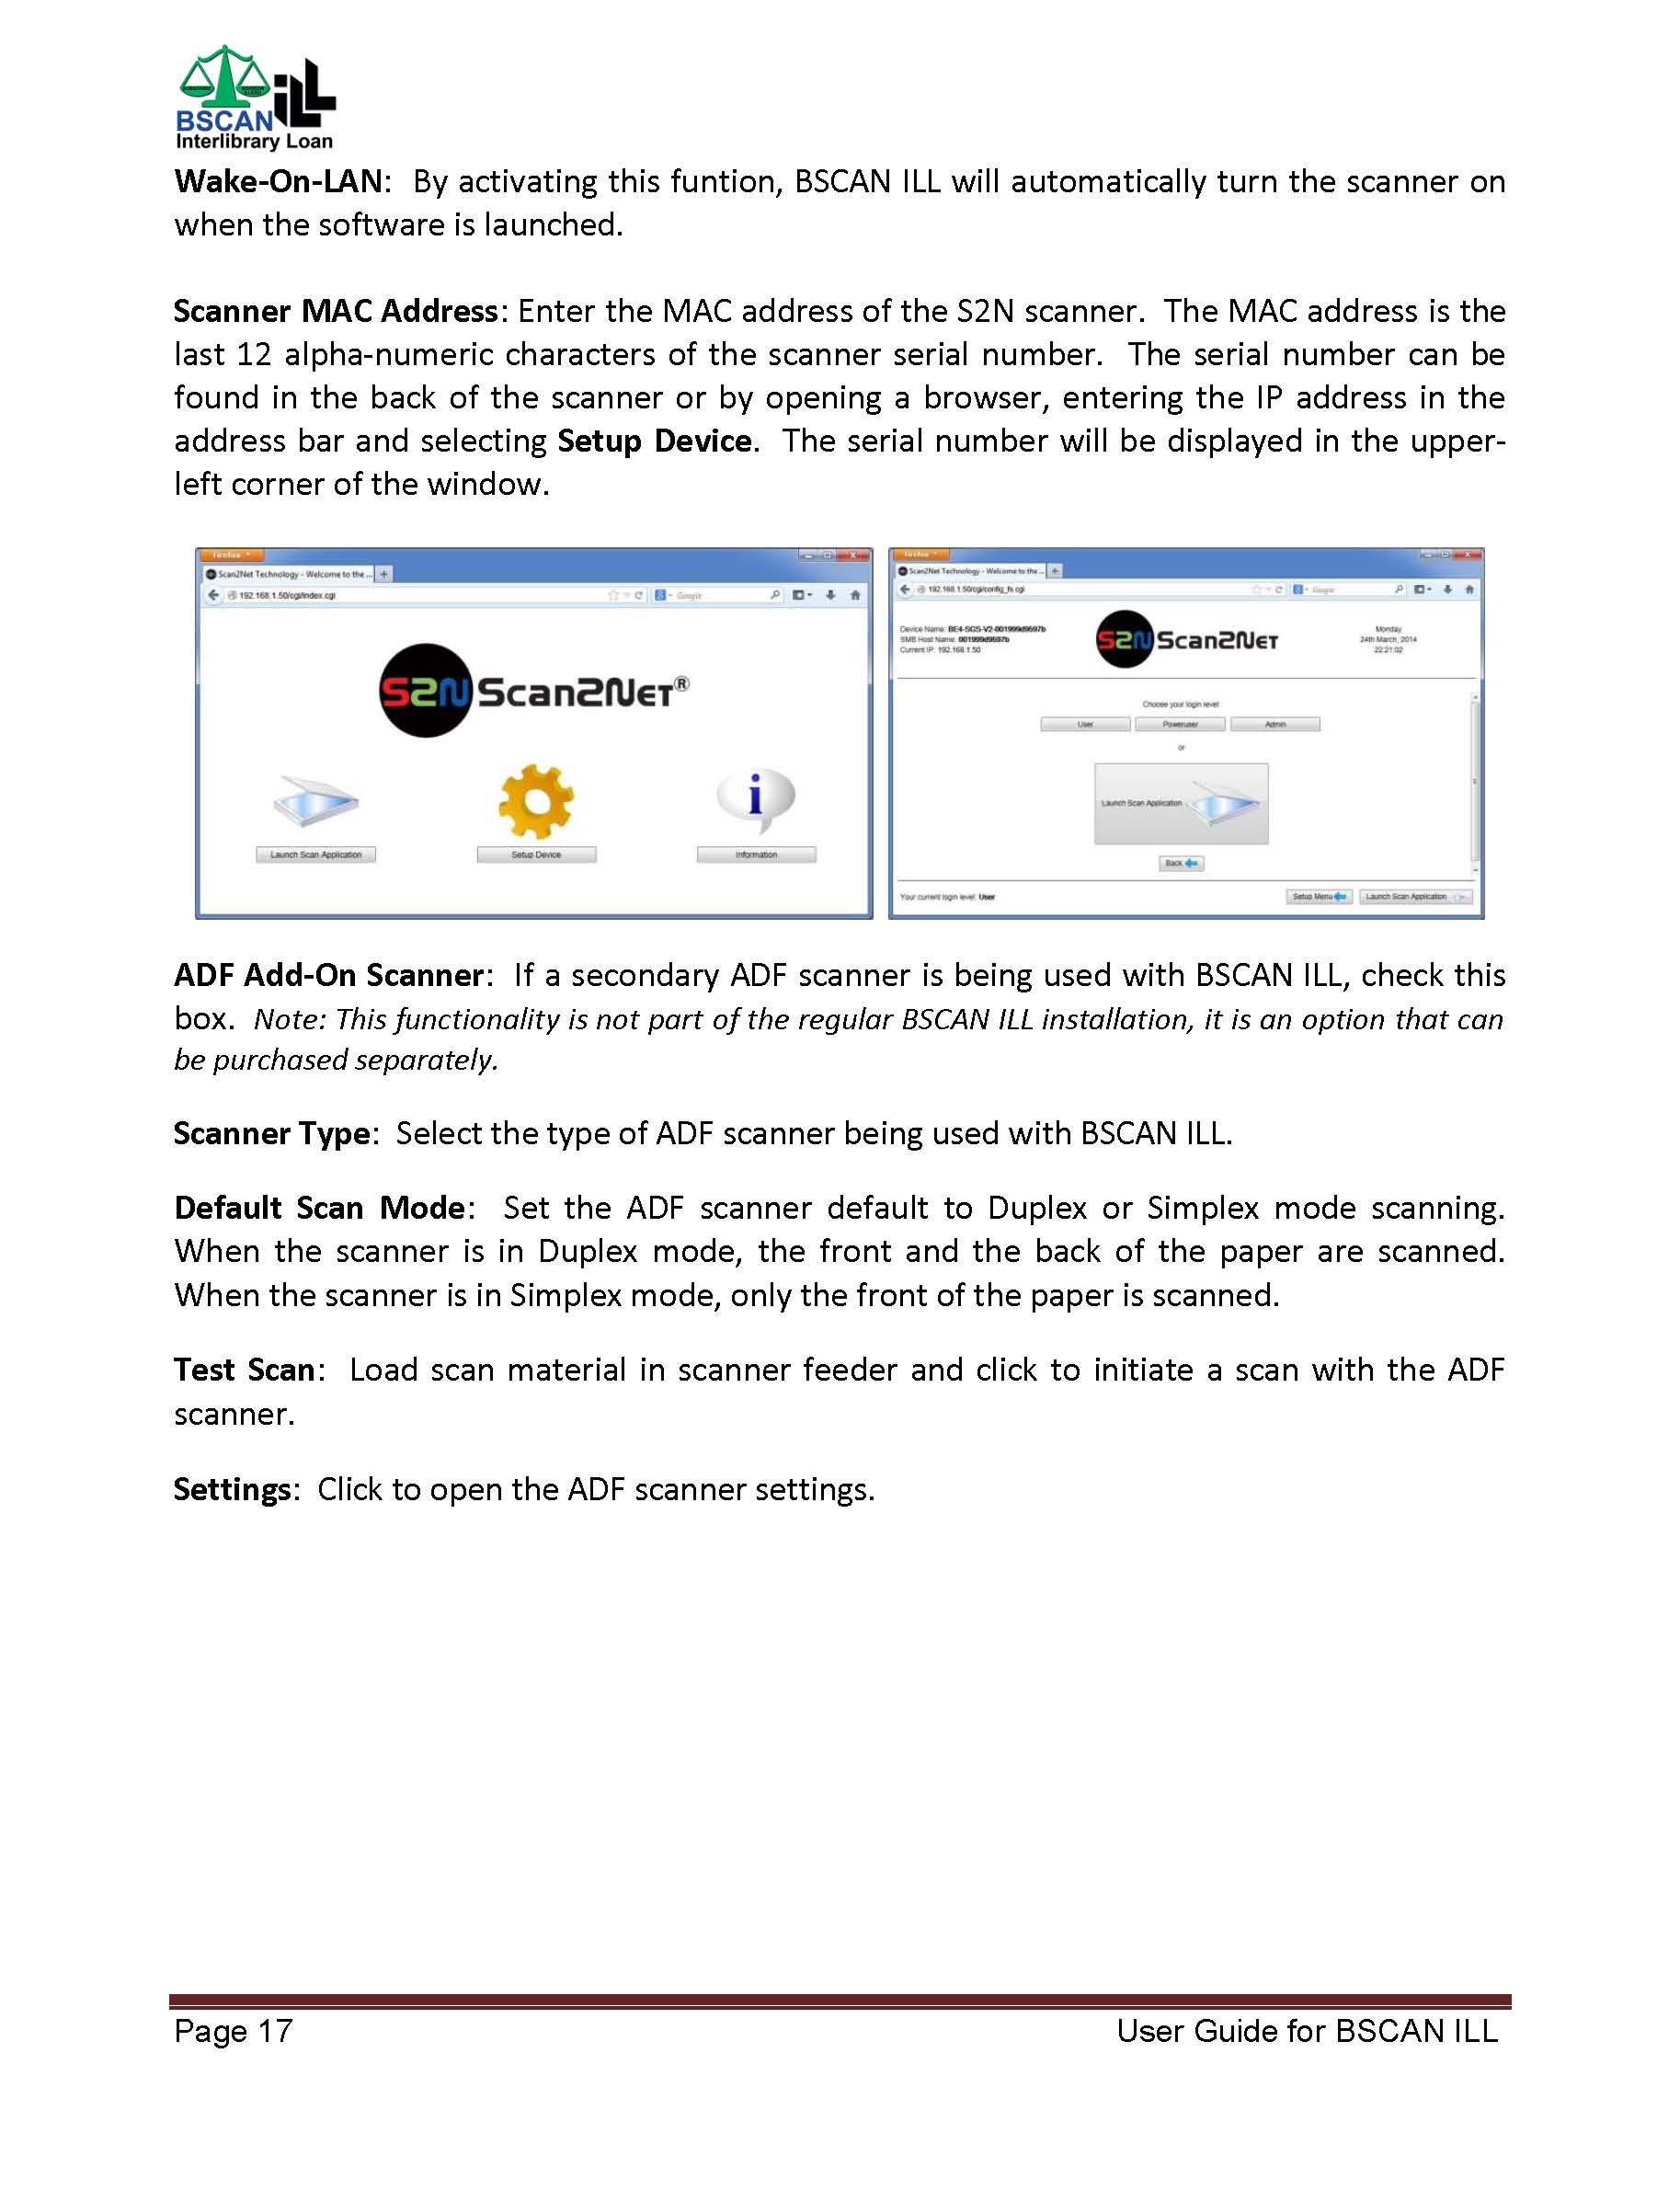 BSCAN ILL
Interlibrary Loan
Wake-On-LAN: By activating this funtion, BSCAN ILL will automatically turn the scanner on
when the software is launched.
Scanner MAC Address: Enter the MAC address of the S2N scanner. The MAC address is the
last 12 alpha-numeric characters of the scanner serial number. The serial number can be
found in the back of the scanner or by opening a browser, entering the IP address in the
address bar and selecting Setup Device. The serial number will be displayed in the upper-
left corner of the window.
Firefox
Scan2Net Technology - Welcome to the ...
192.168.1.50/cgi/index.cgi
Google
S2N Scan2Net®
Launch Scan Application
Setup Device
Information
Firefox
Scan2Net Technology - Welcome to the ...
192.168.1.50/cgi/config_fs.cgi
Google
Device Name: BE4-SGS-V2-001999d9597b
SMB Host Name: 001999d9597b
Current IP: 192.168.1.50
S2N Scan2Net
Monday
24th March, 2014
22:21:02
Choose your login level:
User Poweruser Admin
or
Launch Scan Application
Back
Your current login level: User
Setup Menu Launch Scan Application
ADF Add-On Scanner: If a secondary ADF scanner is being used with BSCAN ILL, check this
box. Note: This functionality is not part of the regular BSCAN ILL installation, it is an option that can
be purchased separately.
Scanner Type: Select the type of ADF scanner being used with BSCAN ILL.
Default Scan Mode: Set the ADF scanner default to Duplex or Simplex mode scanning.
When the scanner is in Duplex mode, the front and the back of the paper are scanned.
When the scanner is in Simplex mode, only the front of the paper is scanned.
Test Scan: Load scan material in scanner feeder and click to initiate a scan with the ADF
scanner.
Settings: Click to open the ADF scanner settings.
Page 17
User Guide for BSCAN ILL